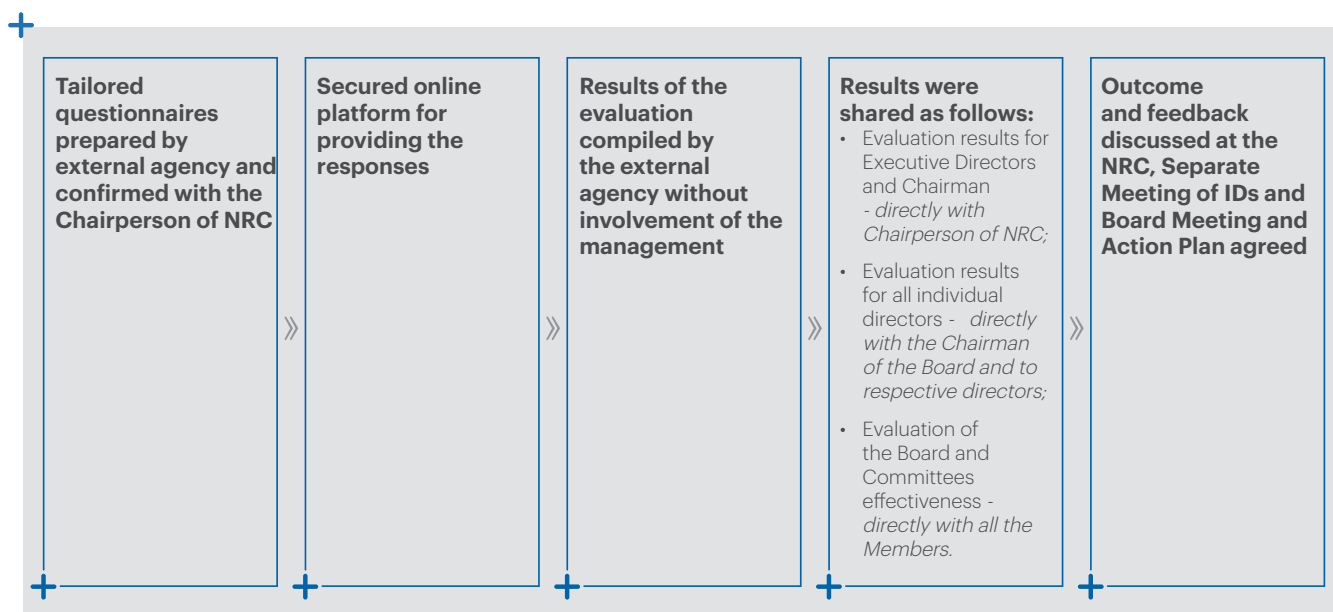 Tailored
questionnaires
prepared by
external agency and
confirmed with the
Chairperson of NRC
Secured online
platform for
providing the
responses
Results of the
evaluation
compiled by
the external
agency without
involvement of the
management
Results were
shared as follows:
• Evaluation results for
Executive Directors
and Chairman
- directly with
Chairperson of NRC;
• Evaluation results
for all individual
directors - directly
with the Chairman
of the Board and to
respective directors;
• Evaluation of
the Board and
Committees
effectiveness -
directly with all the
Members.
Outcome
and feedback
discussed at the
NRC, Separate
Meeting of IDs and
Board Meeting and
Action Plan agreed